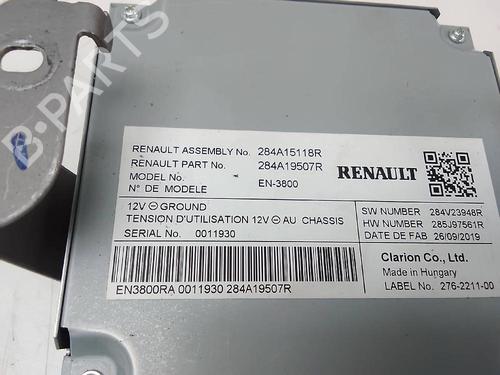 RENAULT ASSEMBLY No. 284A15118R
RENAULT PART No. 284A19507R
MODEL No.
N° DE MODELE EN-3800
RENAULT
12V ⊖ GROUND
TENSION D'UTILISATION 12V ⊖ AU CHASSIS
SERIAL No. 0011930
SW NUMBER 284V23948R
HW NUMBER 285J97561R
DATE DE FAB 26/09/2019
Clarion Co., Ltd.
Made in Hungary
LABEL No. 276-2211-00
EN3800RA 0011930 284A19507R
B-PARTS